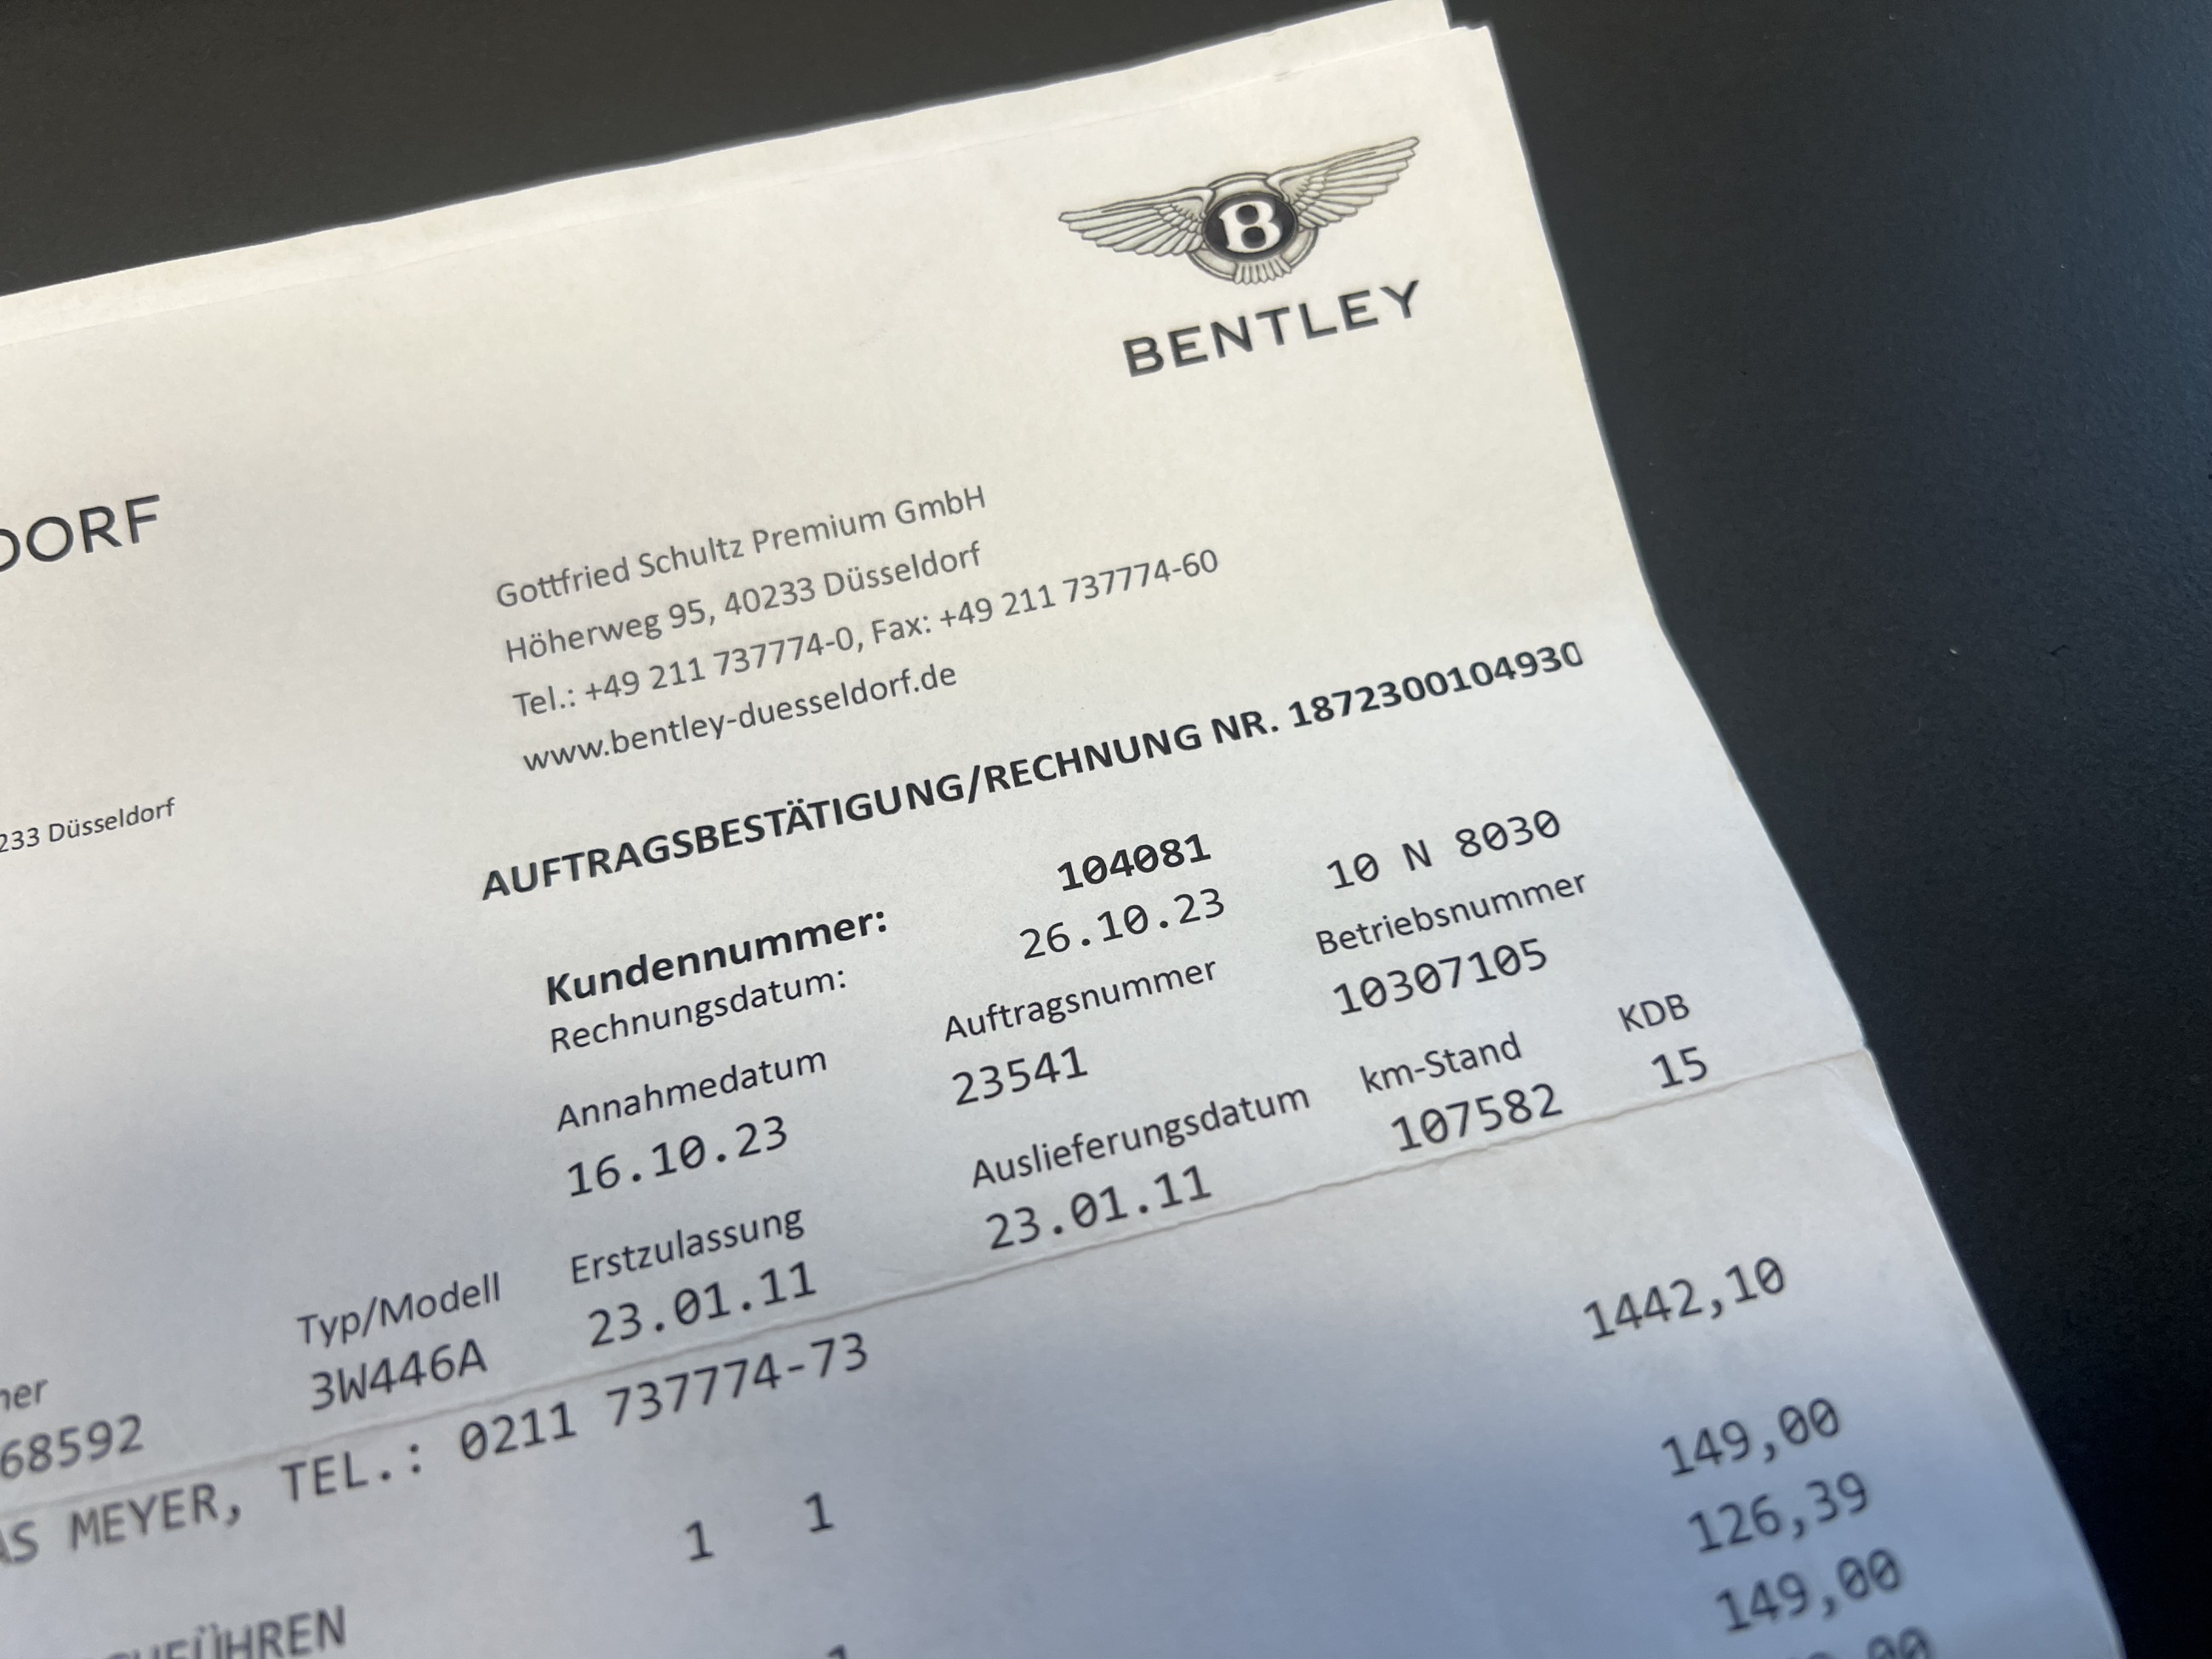 B
BENTLEY
DORF
Gottfried Schultz Premium GmbH
Höherweg 95, 40233 Düsseldorf
Tel.: +49 211 737774-0, Fax: +49 211 737774-60
www.bentley-duesseldorf.de
233 Düsseldorf
AUFTRAGSBESTÄTIGUNG/RECHNUNG NR. 1872300104930
Kundennummer: 104081 10 N 8030
Rechnungsdatum: 26.10.23
Annahmedatum Auftragsnummer Betriebsnummer
16.10.23 23541 10307105
Typ/Modell Erstzulassung Auslieferungsdatum km-Stand KDB
68592 3W446A 23.01.11 23.01.11 107582 15
AS MEYER, TEL.: 0211 737774-73
1442,10
1 1 149,00
126,39
FÜHREN 149,00